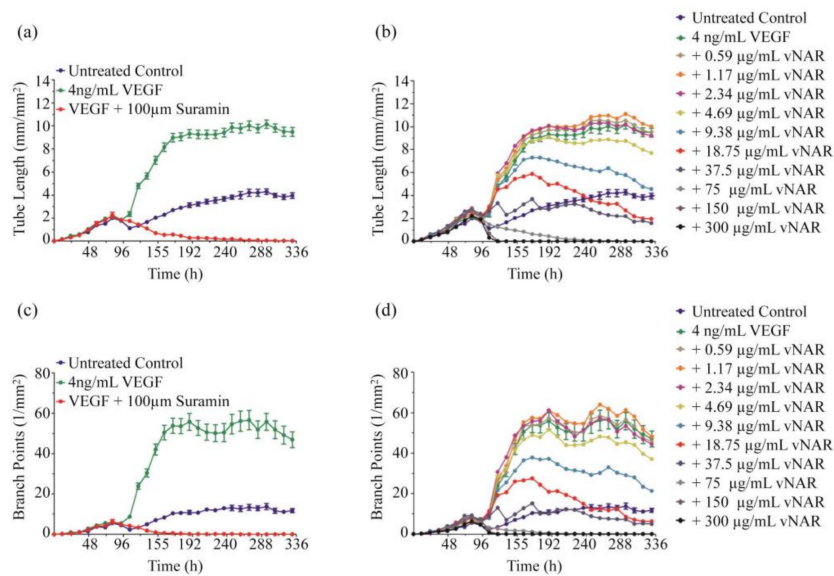 (a)
Untreated Control
4ng/mL VEGF
VEGF + 100µm Suramin
Tube Length (mm/mm²)
14
12
10
8
6
4
2
0
48 96 155 192 240 288 336
Time (h)
(b)
Tube Length (mm/mm²)
14
12
10
8
6
4
2
0
48 96 155 192 240 288 336
Time (h)
Untreated Control
4 ng/mL VEGF
+ 0.59 µg/mL vNAR
+ 1.17 µg/mL vNAR
+ 2.34 µg/mL vNAR
+ 4.69 µg/mL vNAR
+ 9.38 µg/mL vNAR
+ 18.75 µg/mL vNAR
+ 37.5 µg/mL vNAR
+ 75 µg/mL vNAR
+ 150 µg/mL vNAR
+ 300 µg/mL vNAR
(c)
Untreated Control
4ng/mL VEGF
VEGF + 100µm Suramin
Branch Points (1/mm²)
60
40
20
0
48 96 155 192 240 288 336
Time (h)
(d)
Branch Points (1/mm²)
80
60
40
20
0
48 96 155 192 240 288 336
Time (h)
Untreated Control
4 ng/mL VEGF
+ 0.59 µg/mL vNAR
+ 1.17 µg/mL vNAR
+ 2.34 µg/mL vNAR
+ 4.69 µg/mL vNAR
+ 9.38 µg/mL vNAR
+ 18.75 µg/mL vNAR
+ 37.5 µg/mL vNAR
+ 75 µg/mL vNAR
+ 150 µg/mL vNAR
+ 300 µg/mL vNAR